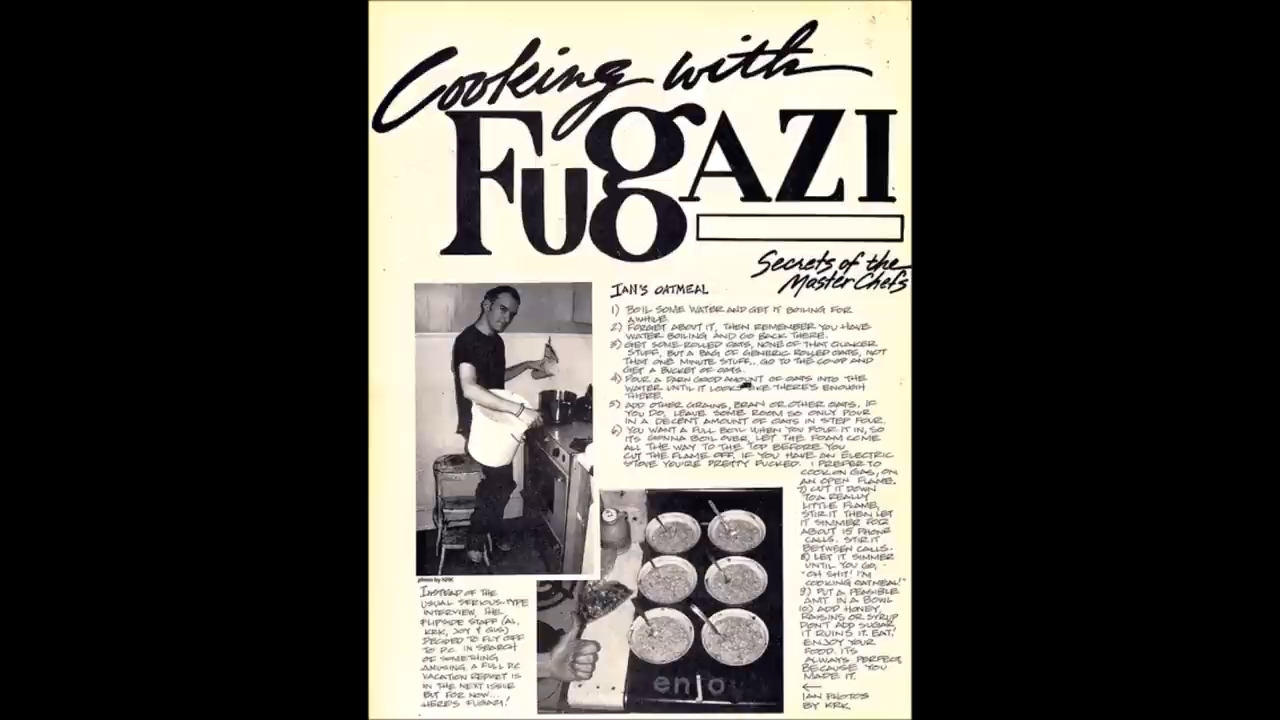 Cooking with
FugAZI
Secrets of the
Master Chefs
IAN'S OATMEAL
1) BOIL SOME WATER AND GET IT BOILING FOR
AWHILE.
2) FORGET ABOUT IT, THEN REMEMBER YOU HAVE
WATER BOILING AND GO BACK THERE.
3) GET SOME ROLLED OATS, NONE OF THAT QUAKER
STUFF, BUT A BAG OF GENERIC ROLLED OATS, NOT
THAT ONE MINUTE STUFF... GO TO THE CO-OP AND
GET A BUCKET OF OATS.
4) POUR A DARN GOOD AMOUNT OF OATS INTO THE
WATER UNTIL IT LOOKS LIKE THERE'S ENOUGH
THERE.
5) ADD OTHER GRAINS, BRAN OR OTHER OATS. IF
YOU DO, LEAVE SOME ROOM SO ONLY POUR
IN A DECENT AMOUNT OF OATS IN STEP FOUR.
6) YOU WANT A FULL BOIL WHEN YOU POUR IT IN, SO
ITS GONNA BOIL OVER, LET THE FOAM COME
ALL THE WAY TO THE TOP BEFORE YOU
CUT THE FLAME OFF. IF YOU HAVE AN ELECTRIC
STOVE YOU'RE PRETTY FUCKED. I PREFER TO
COOK ON GAS, ON
AN OPEN FLAME.
7) CUT IT DOWN
TO A REALLY
LITTLE FLAME,
STIR IT THEN LET
IT SIMMER FOR
ABOUT 15 PHONE
CALLS. STIR IT
BETWEEN CALLS.
8) LET IT SIMMER
UNTIL YOU GO, -
"OH SHIT! I'M
COOKING OATMEAL!"
9) PUT A FEASIBLE
AMT. IN A BOWL
10) ADD HONEY,
RAISINS OR SYRUP
DON'T ADD SUGAR,
IT RUINS IT. EAT!
ENJOY YOUR
FOOD. ITS
ALWAYS PERFECT
BECAUSE YOU
MADE IT.
←
IAN PHOTOS
BY KRK
photo by KRK
INSTEAD OF THE
USUAL SERIOUS-TYPE
INTERVIEW, THE
FLIPSIDE STAFF (AL,
KRK, JOY & GUS)
DECIDED TO FLY OFF
TO D.C. IN SEARCH
OF SOMETHING
AMUSING. A FULL D.C.
VACATION REPORT IS
IN THE NEXT ISSUE
BUT FOR NOW...
HERE'S FUGAZI!
enjo